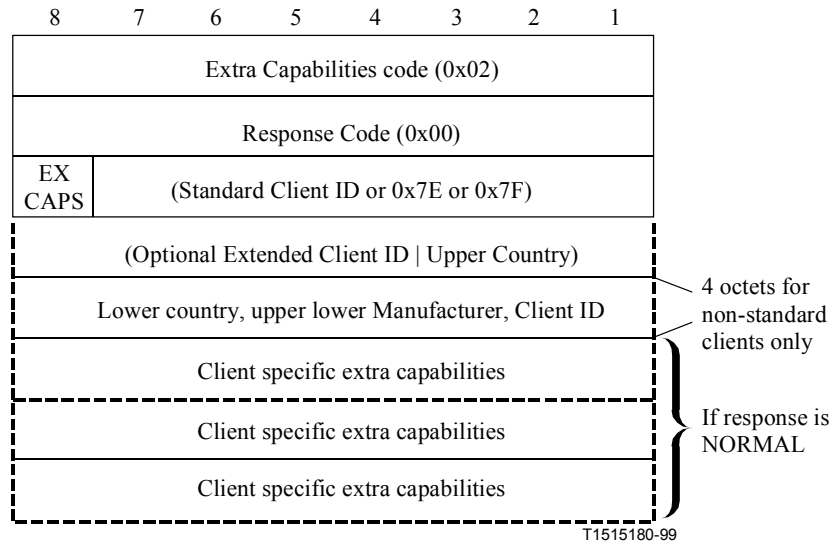 8 7 6 5 4 3 2 1
Extra Capabilities code (0x02)
Response Code (0x00)
EX
CAPS
(Standard Client ID or 0x7E or 0x7F)
(Optional Extended Client ID | Upper Country)
Lower country, upper lower Manufacturer, Client ID
4 octets for
non-standard
clients only
Client specific extra capabilities
Client specific extra capabilities
Client specific extra capabilities
If response is
NORMAL
T1515180-99